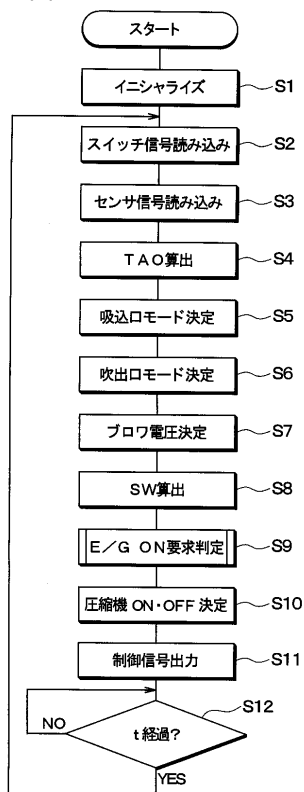 スタート
イニシャライズ
S1
スイッチ信号読み込み
S2
センサ信号読み込み
S3
TAO算出
S4
吸込口モード決定
S5
吹出口モード決定
S6
ブロワ電圧決定
S7
SW算出
S8
E/G ON要求判定
S9
圧縮機 ON・OFF 決定
S10
制御信号出力
S11
S12
NO
t経過?
YES